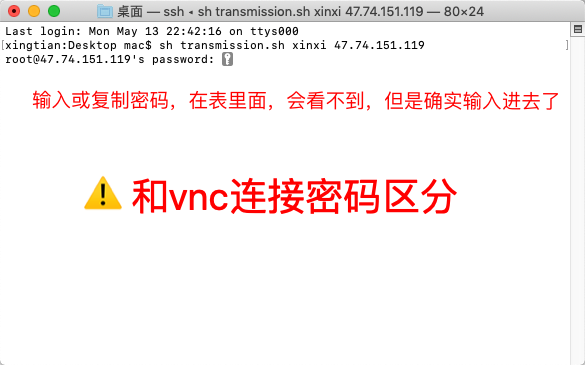 桌面 — ssh ◂ sh transmission.sh xinxi 47.74.151.119 — 80×24
Last login: Mon May 13 22:42:16 on ttys000
[xingtian:Desktop mac$ sh transmission.sh xinxi 47.74.151.119 ]
root@47.74.151.119's password:
输入或复制密码，在表里面，会看不到，但是确实输入进去了
和vnc连接密码区分